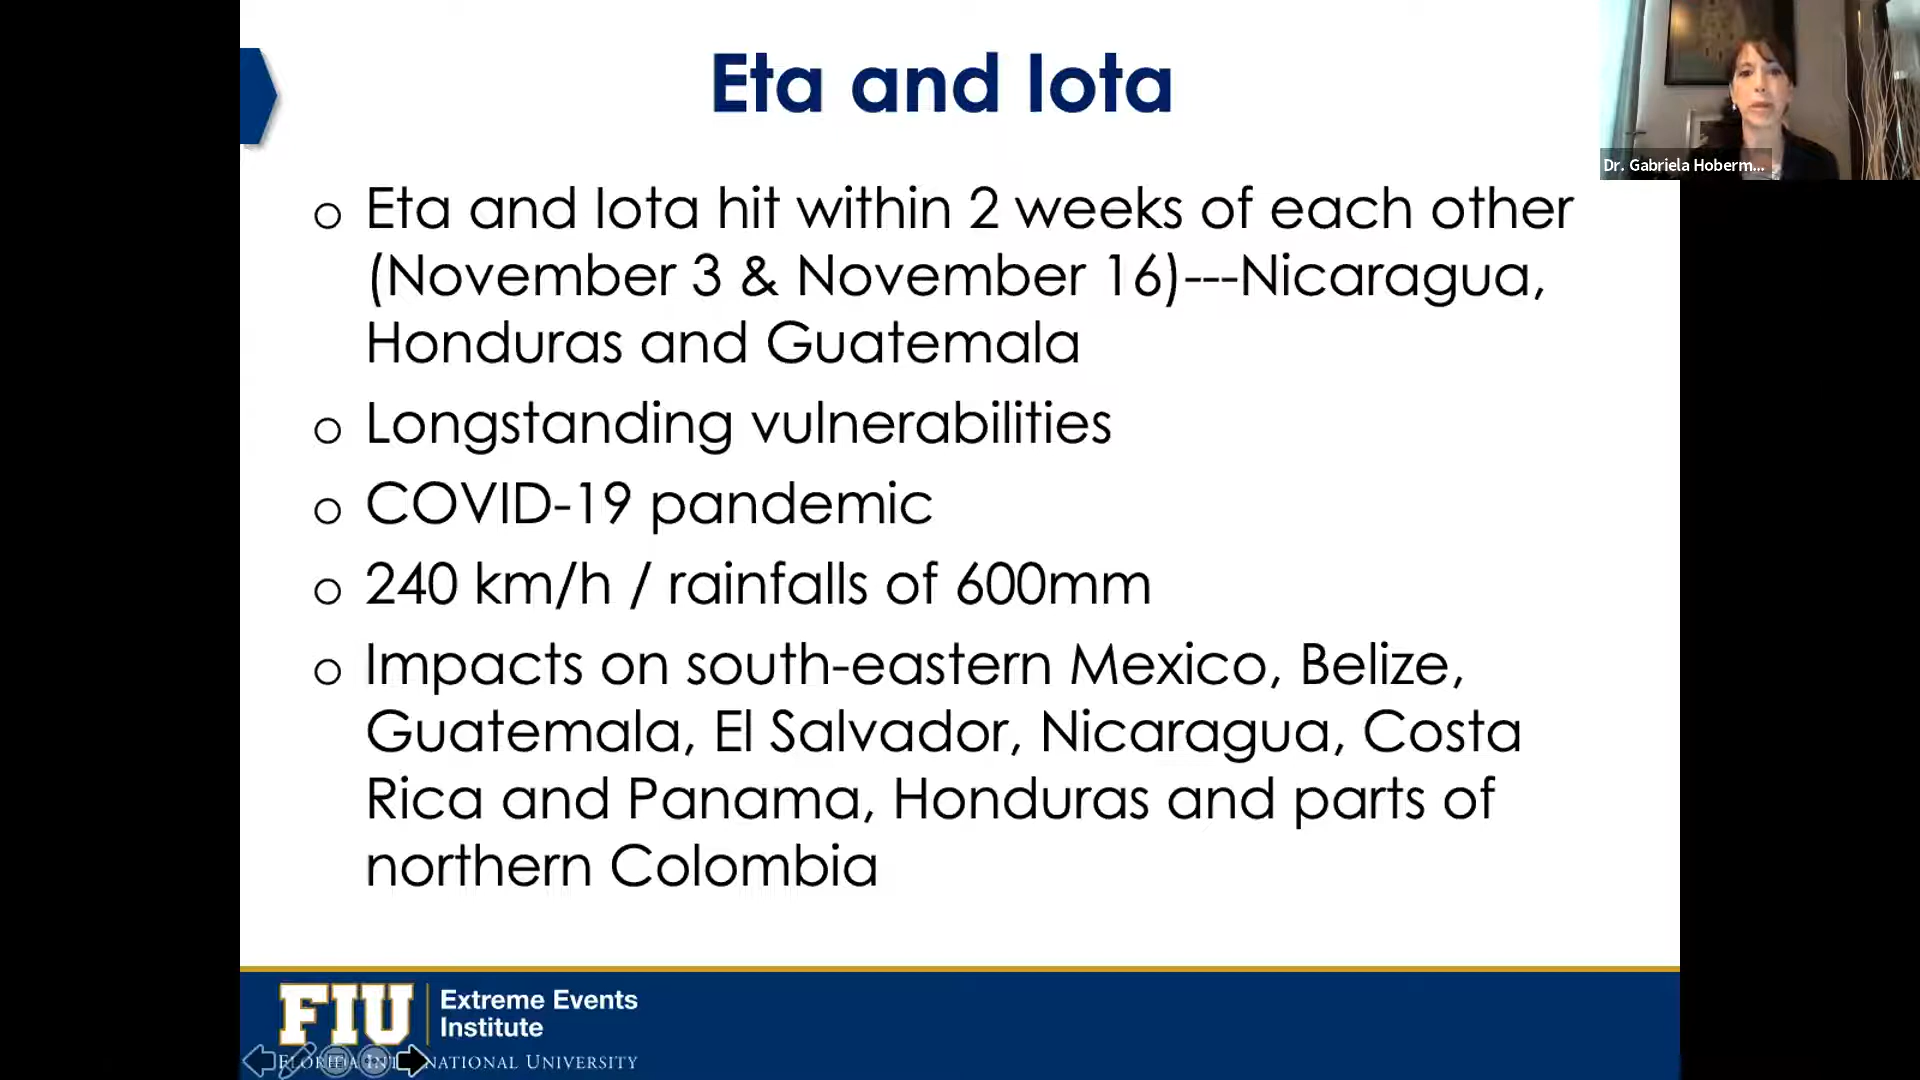 Eta and Iota
Dr. Gabriela Hoberm...
o Eta and Iota hit within 2 weeks of each other
(November 3 & November 16)---Nicaragua,
Honduras and Guatemala
o Longstanding vulnerabilities
o COVID-19 pandemic
o 240 km/h / rainfalls of 600mm
o Impacts on south-eastern Mexico, Belize,
Guatemala, El Salvador, Nicaragua, Costa
Rica and Panama, Honduras and parts of
northern Colombia
FIU
Extreme Events
Institute
FLORIDA INTERNATIONAL UNIVERSITY